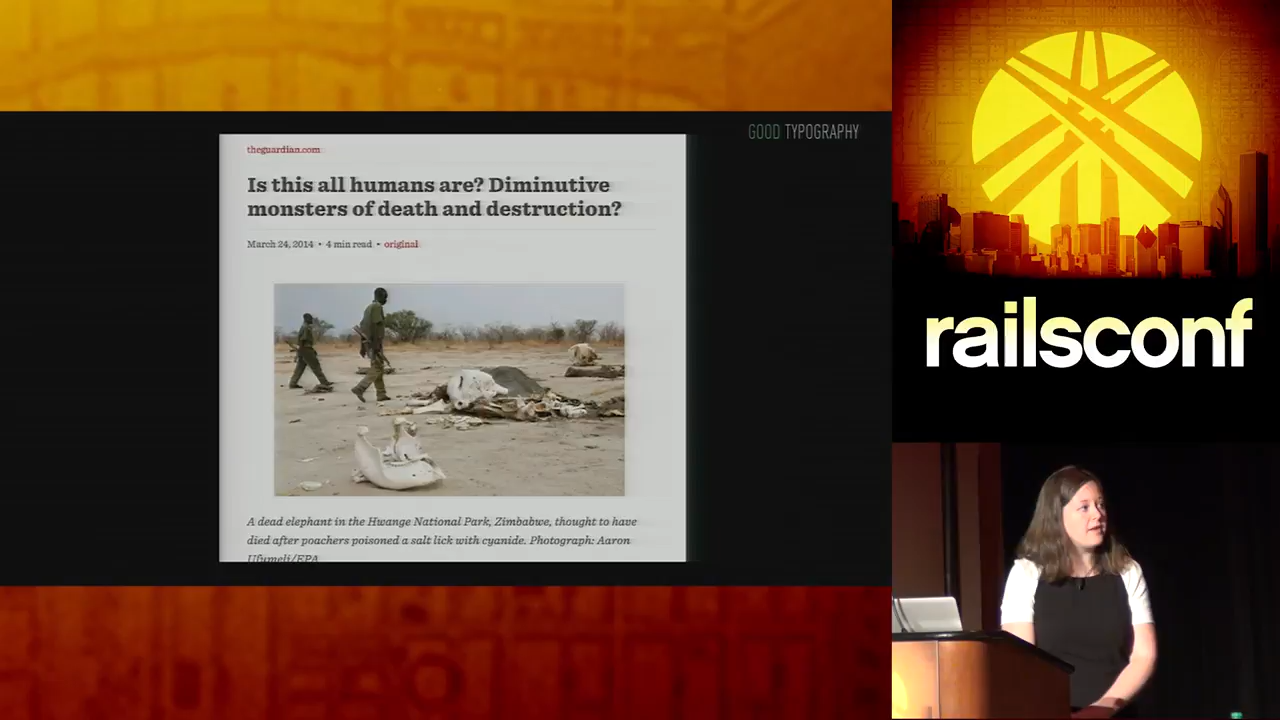 GOOD TYPOGRAPHY
theguardian.com
Is this all humans are? Diminutive
monsters of death and destruction?
March 24, 2014 • 4 min read • original
A dead elephant in the Hwange National Park, Zimbabwe, thought to have
died after poachers poisoned a salt lick with cyanide. Photograph: Aaron
Ufumeli/EPA
railsconf